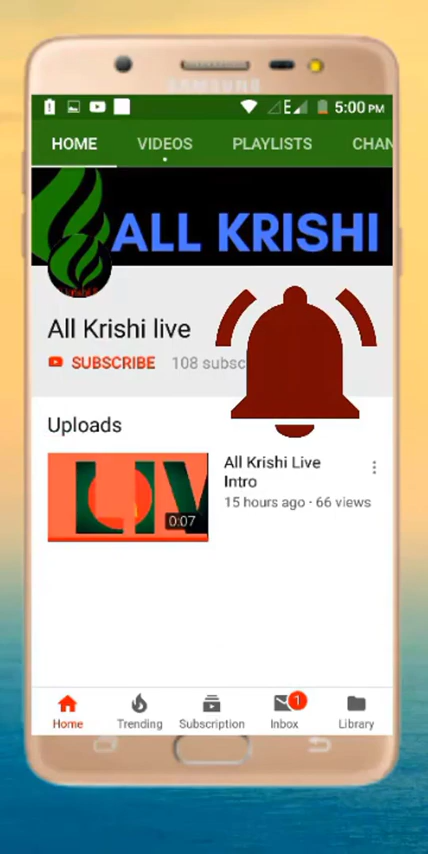 SAMSUNG
5:00 PM
HOME VIDEOS PLAYLISTS CHAN
ALL KRISHI
All Krishi live
SUBSCRIBE 108 subsc
Uploads
LIV
0:07
All Krishi Live
Intro
15 hours ago · 66 views
1
Home Trending Subscription Inbox Library